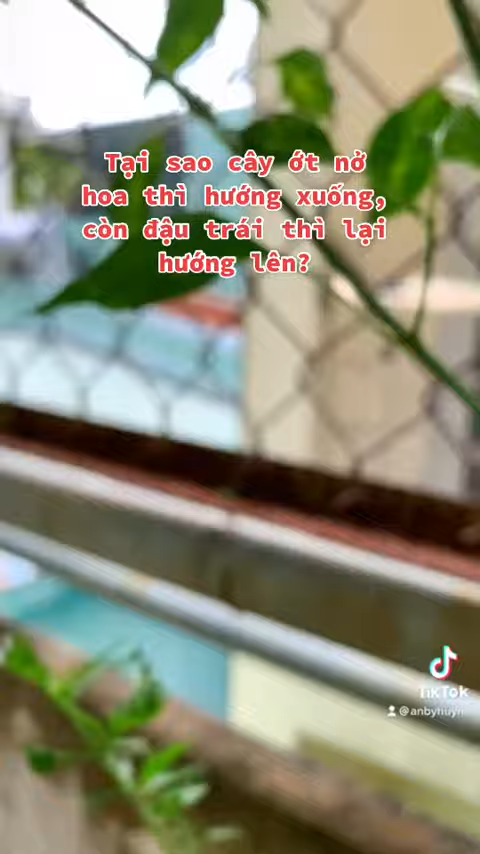 Tại sao cây ớt nở
hoa thì hướng xuống,
còn đậu trái thì lại
hướng lên?
TikTok
@anbyhuyn